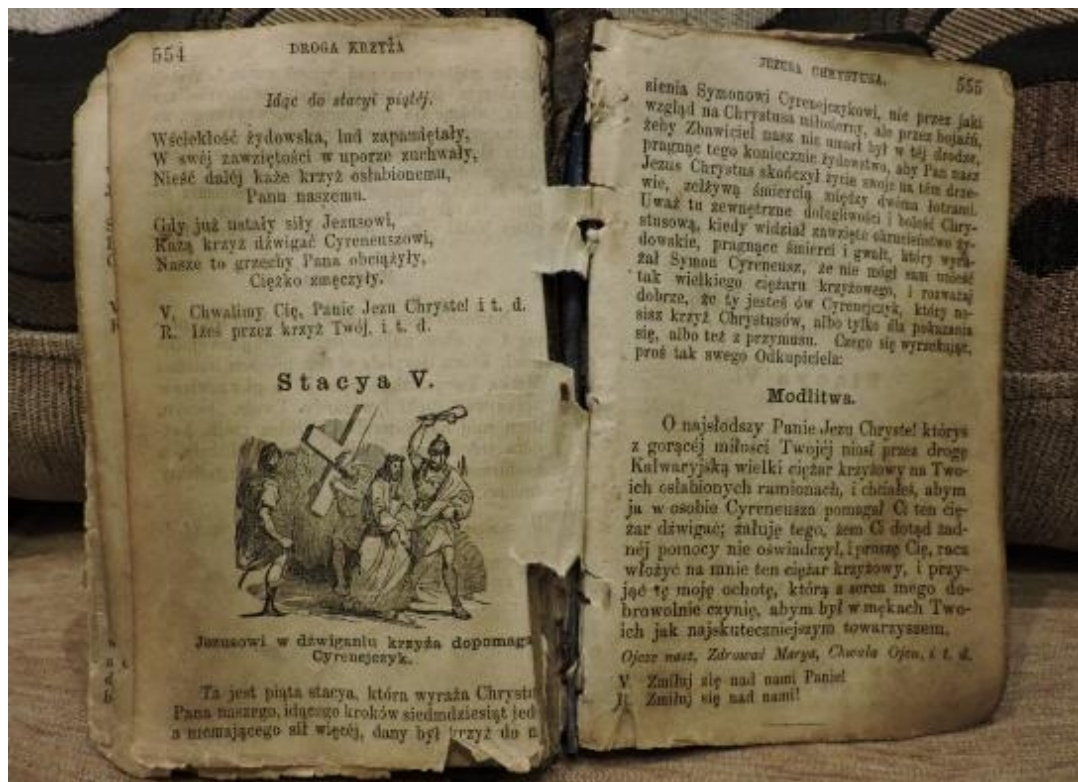 554
DROGA KRZYŻA
Idąc do stacyi piątéj.
Wściekłość żydowska, lud zapamiętały,
W swéj zawziętości w uporze zuchwały,
Nieść daléj każe krzyż osłabionemu,
Panu naszemu.
Gdy już ustały siły Jezusowi,
Każą krzyż dźwigać Cyreneuszowi,
Nasze to grzechy Pana obciążyły,
Ciężko zmęczyły.
V. Chwalimy Cię, Panie Jezu Chryste! i t. d.
R. Iżeś przez krzyż Twój, i t. d.
Stacya V.
Jezusowi w dźwiganiu krzyża dopomaga
Cyrenejczyk.
Ta jest piąta stacya, która wyraża Chrystu
Pana naszego, idącego kroków siedmdziesiąt jed
a niemającego sił więcéj, dany był krzyż do n
JEZUSA CHRYSTUSA.
555
sienia Symonowi Cyrenejczykowi, nie przez jaki
wzgląd na Chrystusa miłosierny, ale przez bojaźń,
żeby Zbawiciel nasz nie umarł był w téj drodze,
pragnąc tego koniecznie żydowstwo, aby Pan nasz
Jezus Chrystus skończył życie swoje na tém drze-
wie, zelżywą śmiercią między dwóma łotrami.
Uważ tu zewnętrzne dolegliwości i boleść Chry-
stusową, kiedy widział zawzięte okrucieństwo ży-
dowskie, pragnące śmierci i gwałt, który wyra-
żał Symon Cyreneusz, że nie mógł sam unieść
tak wielkiego ciężaru krzyżowego, i rozważaj
dobrze, że ty jesteś ów Cyrenejczyk, który no-
sisz krzyż Chrystusów, albo tylko dla pokazania
się, albo też z przymusu. Czego się wyrzekając,
proś tak swego Odkupiciela:
Modlitwa.
O najsłodszy Panie Jezu Chryste! któryś
z gorącéj miłości Twojéj niosł przez drogę
Kalwaryjską wielki ciężar krzyżowy na Two-
ich osłabionych ramionach, i chciałeś, abym
ja w osobie Cyreneusza pomagał Ci ten cię-
żar dźwigać; żałuję tego, żem Ci dotąd żad-
néj pomocy nie oświadczył, i proszę Cię, racz
włożyć na mnie ten ciężar krzyżowy, i przy-
jąć tę moję ochotę, którą z serca mego do-
browolnie czynię, abym był w mękach Two-
ich jak najskuteczniejszym towarzyszem.
Ojcze nasz, Zdrowaś Marya, Chwała Ojcu, i t. d.
V. Zmiłuj się nad nami Panie!
R. Zmiłuj się nad nami!